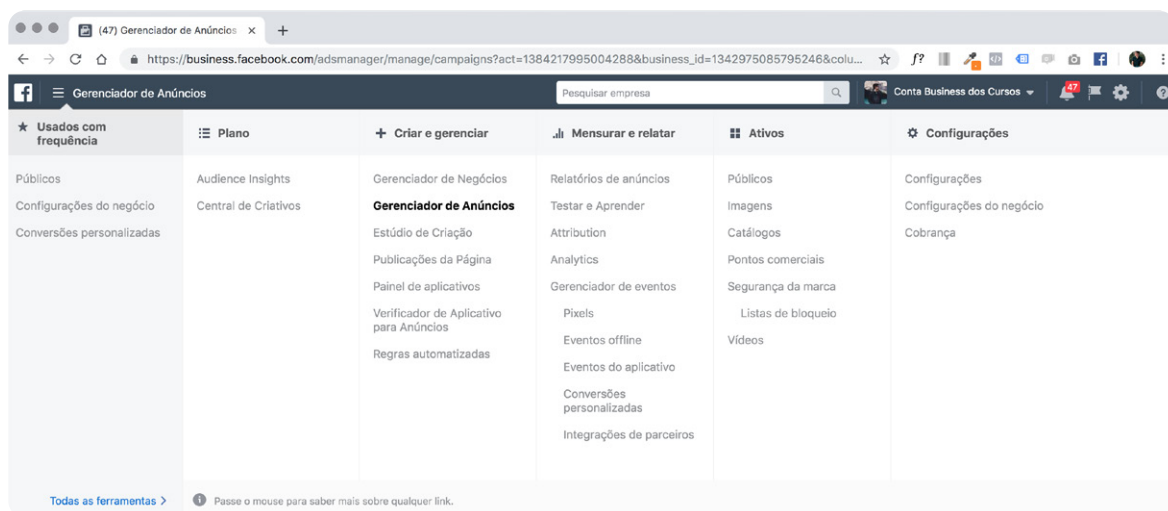 (47) Gerenciador de Anúncios
https://business.facebook.com/adsmanager/manage/campaigns?act=1384217995004288&business_id=1342975085795246&colu...
f?
Gerenciador de Anúncios
Pesquisar empresa
Conta Business dos Cursos
47
Usados com
frequência
Públicos
Configurações do negócio
Conversões personalizadas
Todas as ferramentas
Plano
Audience Insights
Central de Criativos
Criar e gerenciar
Gerenciador de Negócios
Gerenciador de Anúncios
Estúdio de Criação
Publicações da Página
Painel de aplicativos
Verificador de Aplicativo
para Anúncios
Regras automatizadas
Mensurar e relatar
Relatórios de anúncios
Testar e Aprender
Attribution
Analytics
Gerenciador de eventos
Pixels
Eventos offline
Eventos do aplicativo
Conversões
personalizadas
Integrações de parceiros
Ativos
Públicos
Imagens
Catálogos
Pontos comerciais
Segurança da marca
Listas de bloqueio
Vídeos
Configurações
Configurações
Configurações do negócio
Cobrança
Passe o mouse para saber mais sobre qualquer link.